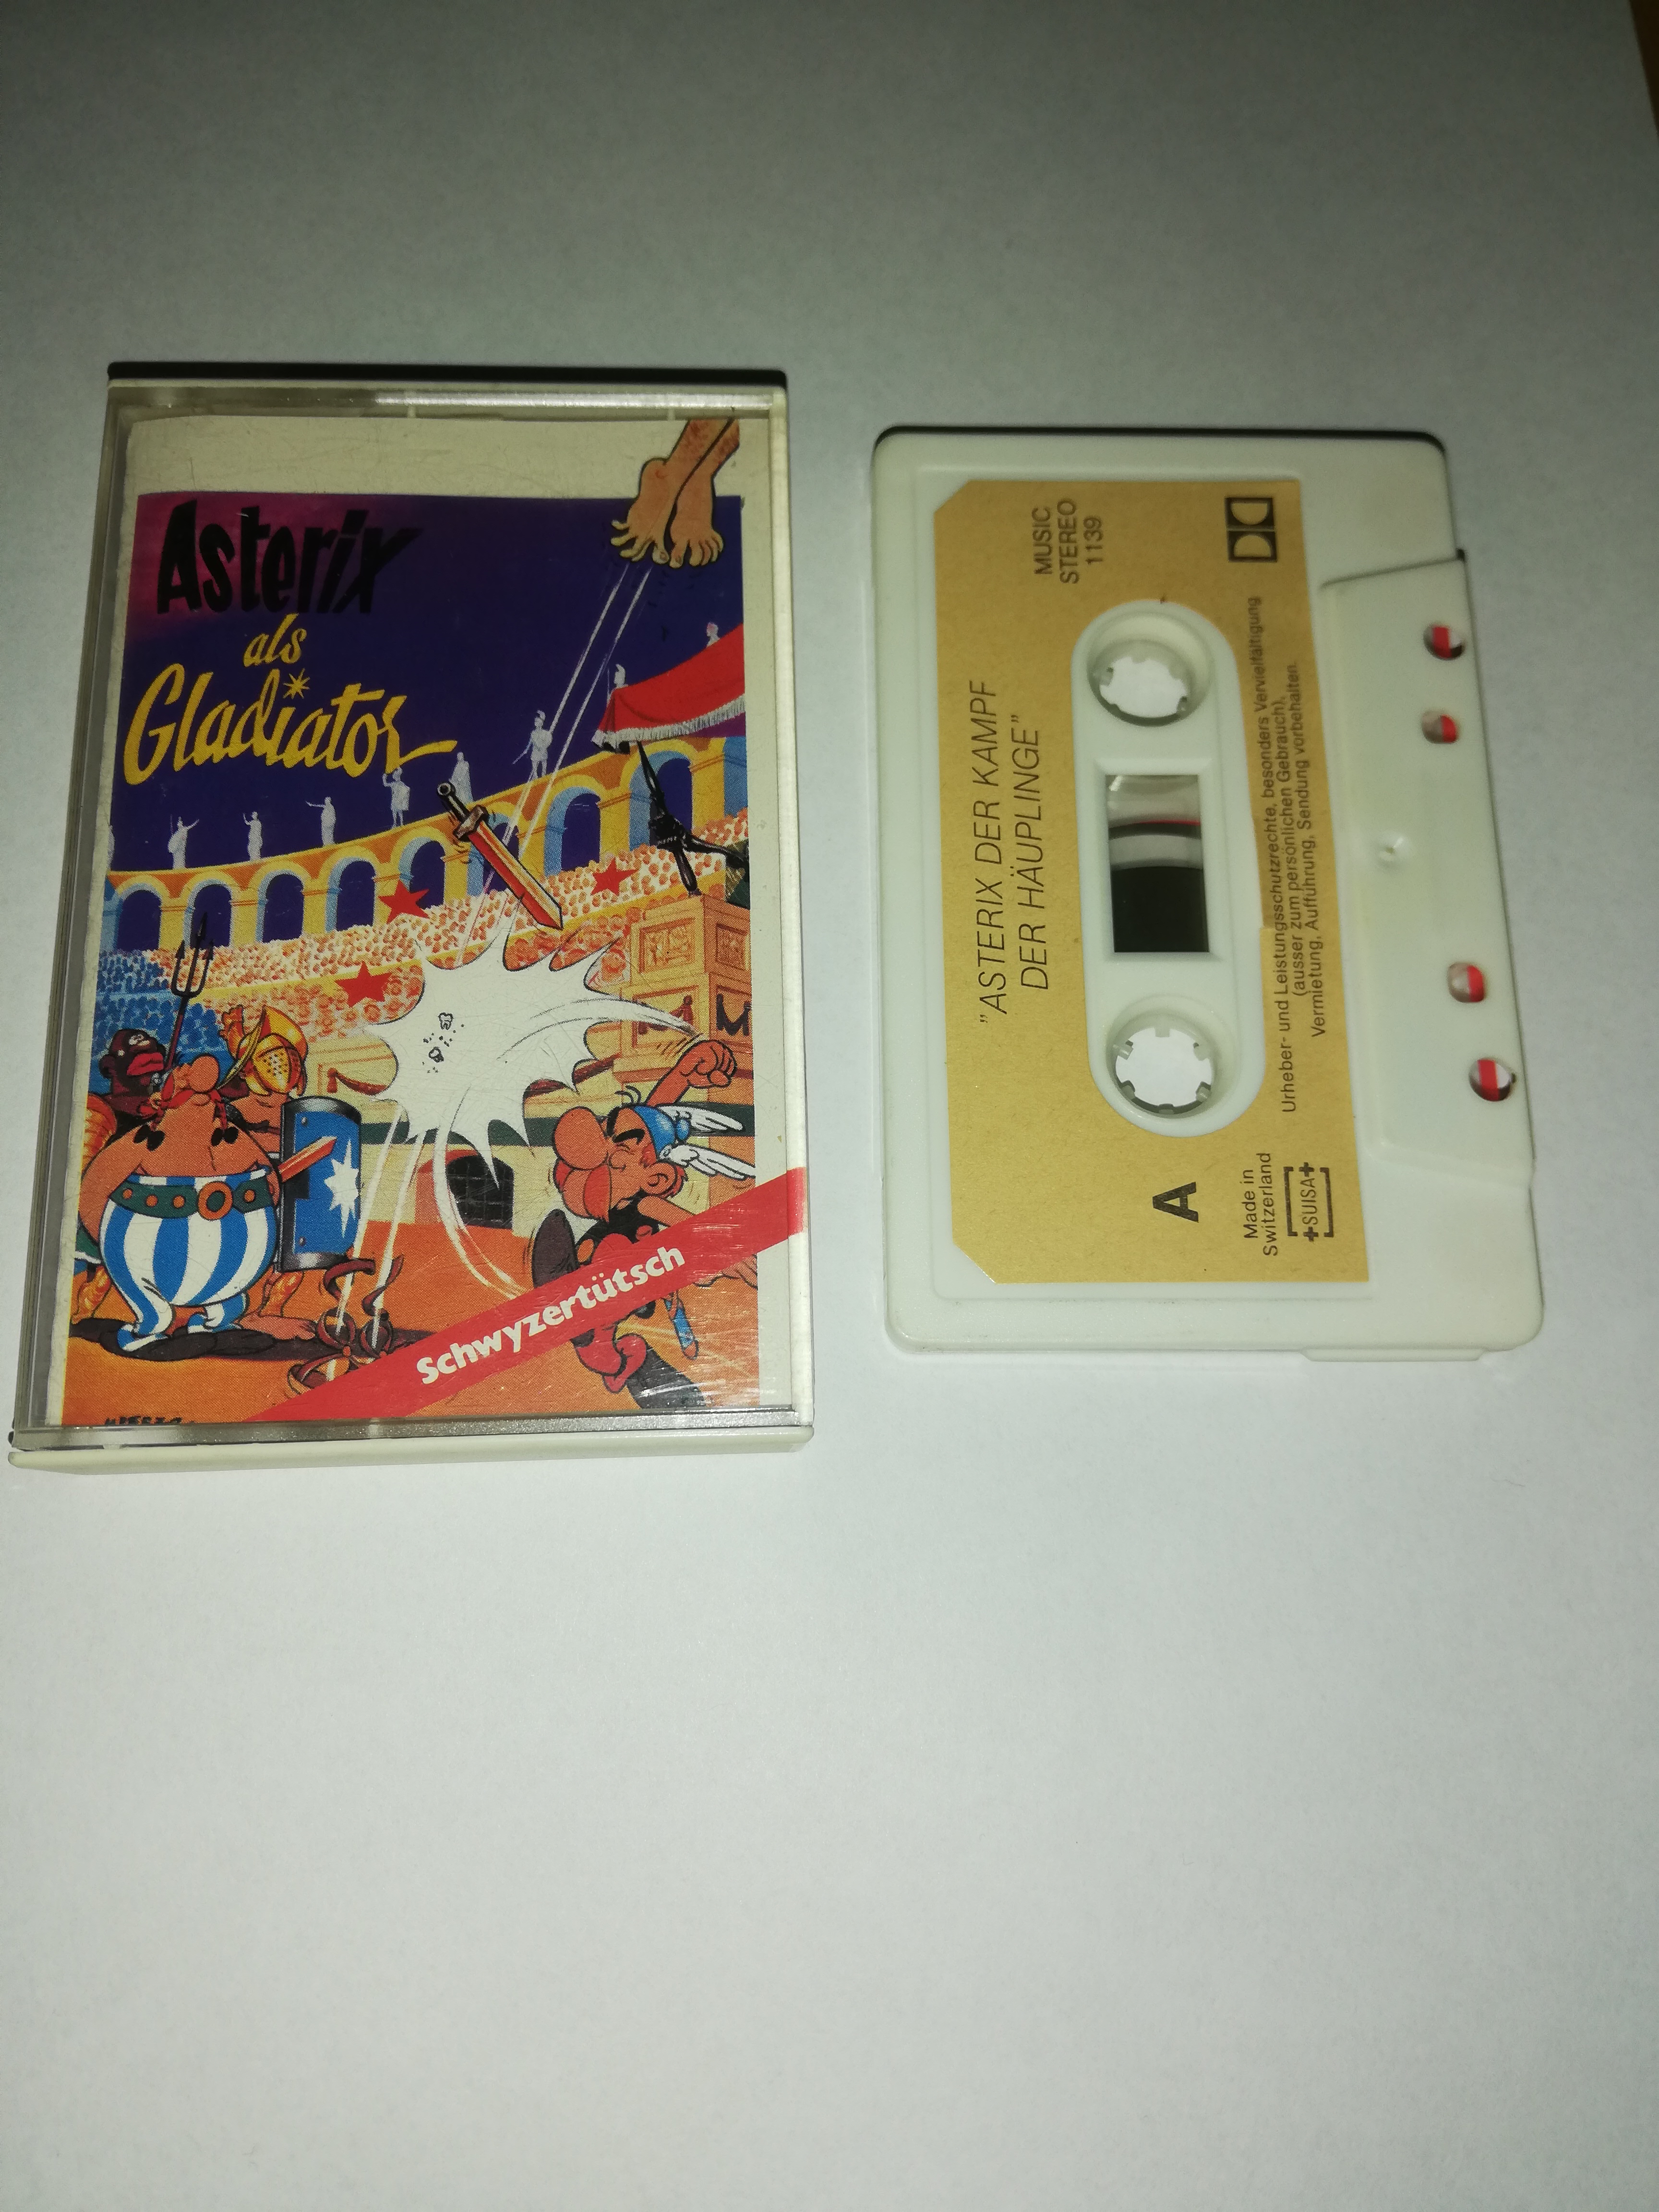 Asterix
als
Gladiator
Schwyzertütsch
"ASTERIX DER KAMPF
DER HÄUPLINGE"
MUSIC
STEREO
1139
A
Made in
Switzerland
SUISA
Urheber- und Leistungsschutzrechte, besonders Vervielfältigung
(ausser zum persönlichen Gebrauch),
Vermietung, Aufführung, Sendung vorbehalten.